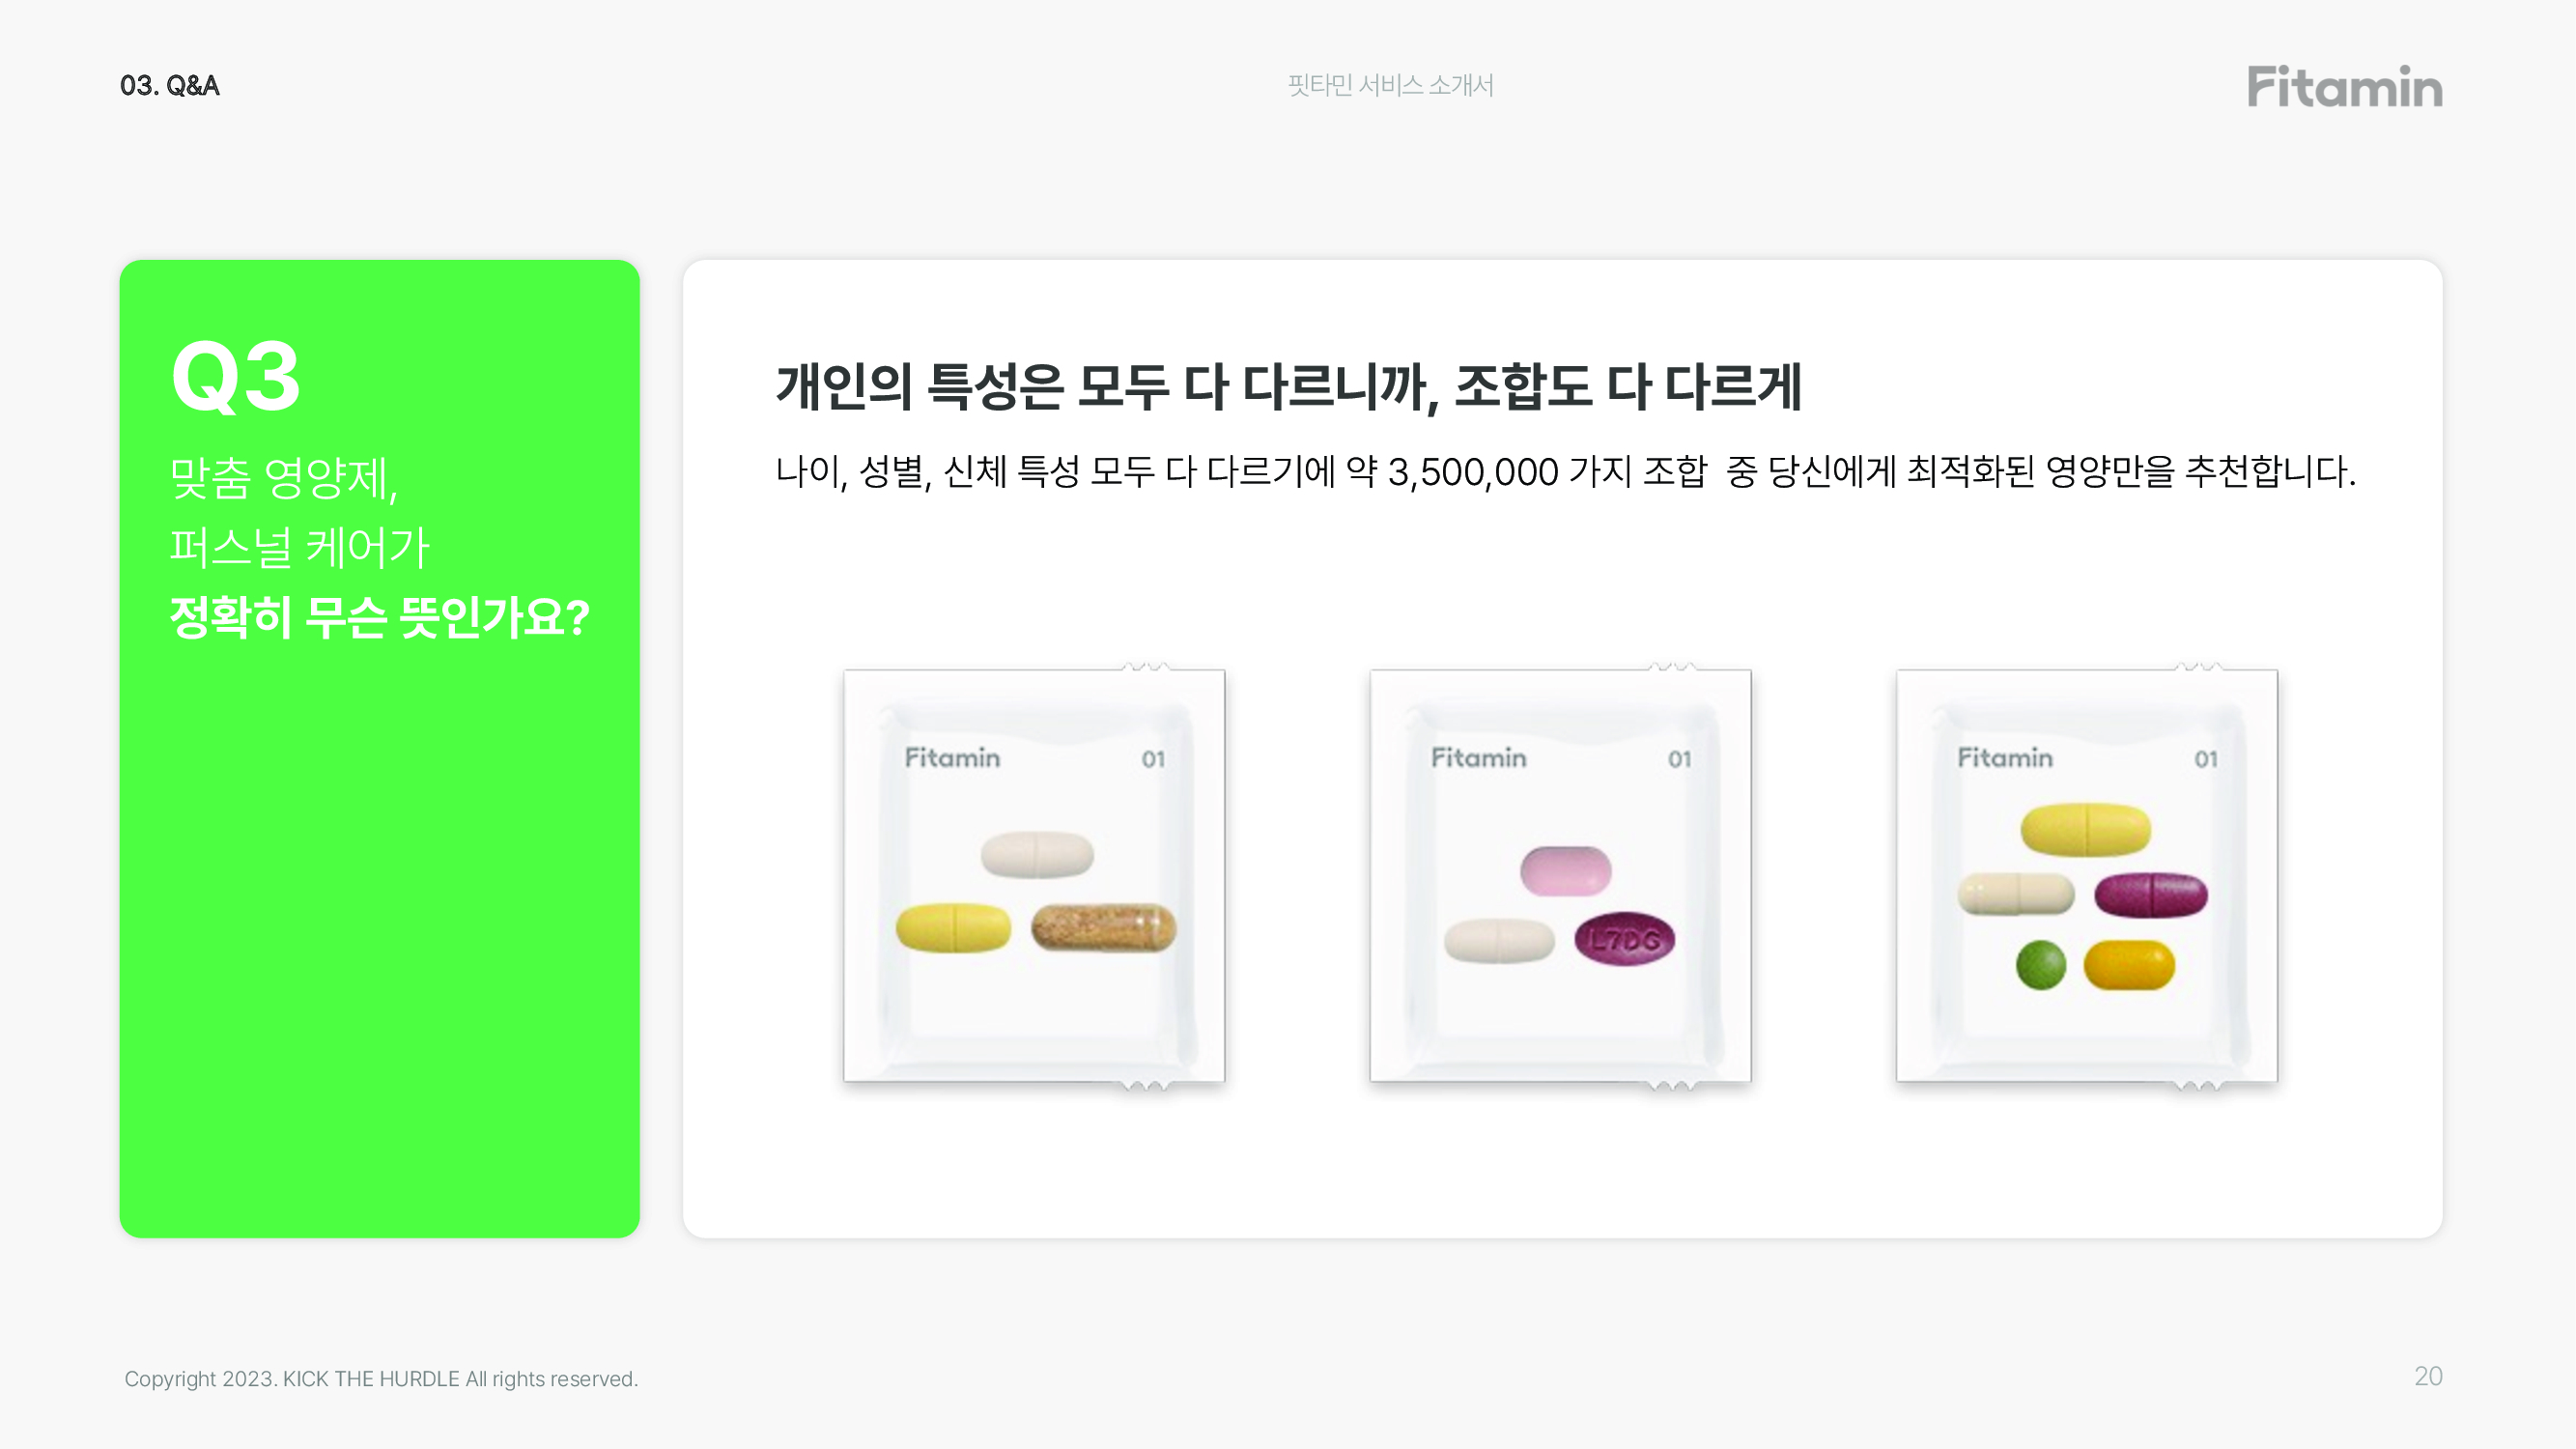 03. Q&A
핏타민 서비스 소개서
Fitamin
Q3
맞춤 영양제,
퍼스널 케어가
정확히 무슨 뜻인가요?
개인의 특성은 모두 다 다르니까, 조합도 다 다르게
나이, 성별, 신체 특성 모두 다 다르기에 약 3,500,000 가지 조합  중 당신에게 최적화된 영양만을 추천합니다.
Fitamin 01
Fitamin 01
L7DG
Fitamin 01
Copyright 2023. KICK THE HURDLE All rights reserved.
20